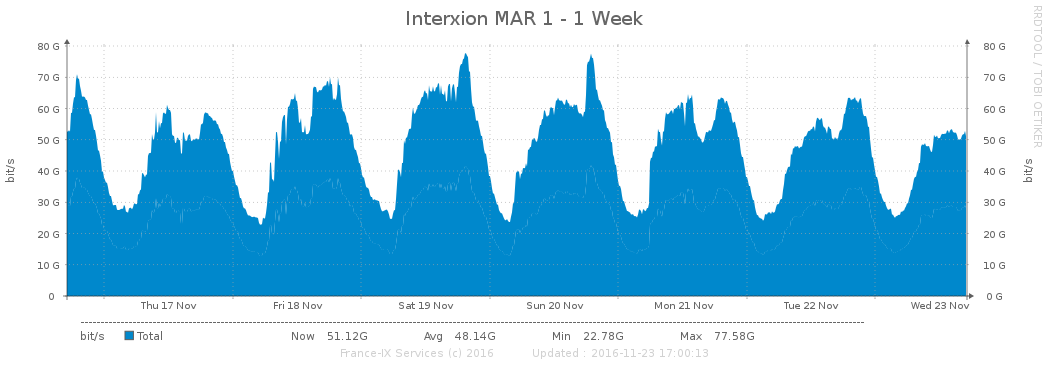 Interxion MAR 1 - 1 Week
RRDTOOL / TOBI OETIKER
80 G 80 G
70 G 70 G
60 G 60 G
50 G 50 G
40 G 40 G
30 G 30 G
20 G 20 G
10 G 10 G
0 0 G
bit/s
bit/s
Thu 17 Nov Fri 18 Nov Sat 19 Nov Sun 20 Nov Mon 21 Nov Tue 22 Nov Wed 23 Nov
bit/s Total Now 51.12G Avg 48.14G Min 22.78G Max 77.58G
France-IX Services (c) 2016 Updated : 2016-11-23 17:00:13